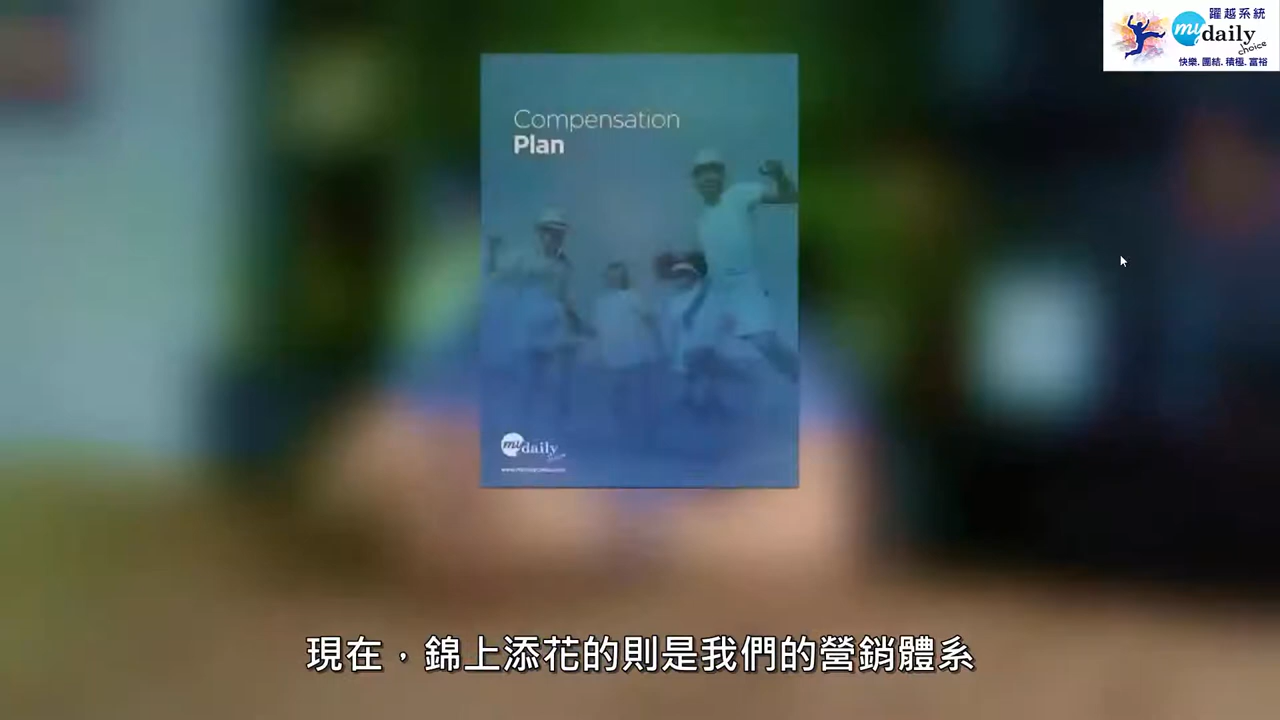 躍越系統
my daily
choice
快樂. 團結. 積極. 富裕
Compensation
Plan
my daily
現在，錦上添花的則是我們的營銷體系